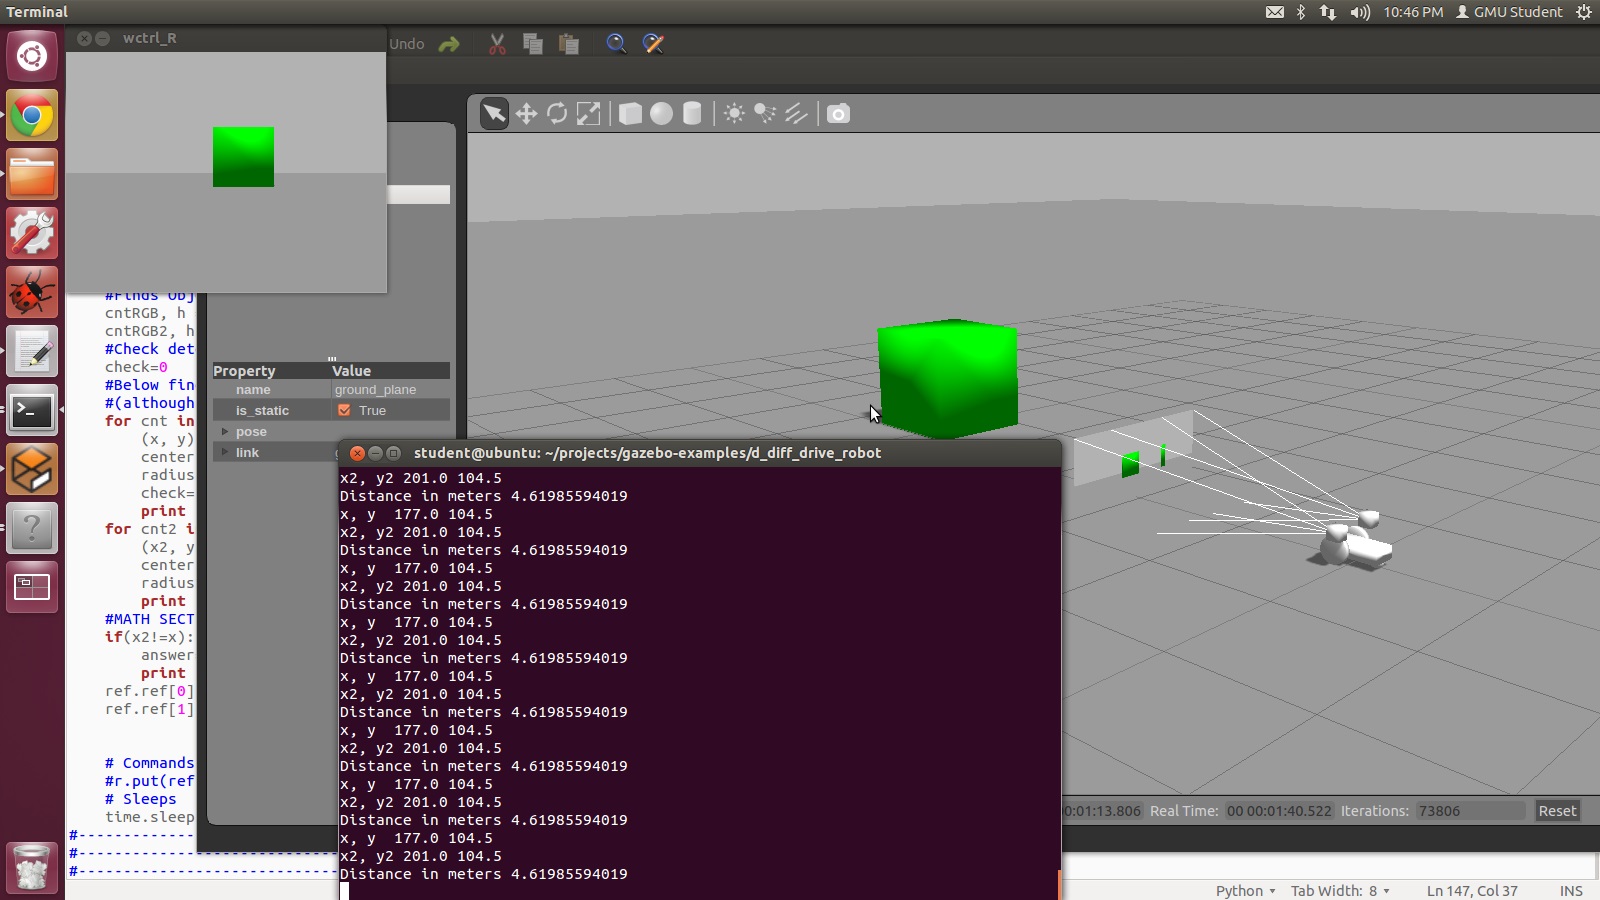 Terminal
10:46 PM
GMU Student
wctrl_R
Undo
#Finds Obj
cntRGB, h
cntRGB2, h
#Check det
check=0
#Below fin
#(although
for cnt in
(x, y)
center
radius
check=
print
for cnt2 i
(x2, y
center
radius
print
#MATH SECT
if(x2!=x):
answer
print
ref.ref[0]
ref.ref[1]
# Commands
#r.put(ref
# Sleeps
time.sleep
#-------------
#------------------------------
#------------------------------
Property Value
name ground_plane
is_static True
pose
link
student@ubuntu: ~/projects/gazebo-examples/d_diff_drive_robot
x2, y2 201.0 104.5
Distance in meters 4.61985594019
x, y  177.0 104.5
x2, y2 201.0 104.5
Distance in meters 4.61985594019
x, y  177.0 104.5
x2, y2 201.0 104.5
Distance in meters 4.61985594019
x, y  177.0 104.5
x2, y2 201.0 104.5
Distance in meters 4.61985594019
x, y  177.0 104.5
x2, y2 201.0 104.5
Distance in meters 4.61985594019
x, y  177.0 104.5
x2, y2 201.0 104.5
Distance in meters 4.61985594019
x, y  177.0 104.5
x2, y2 201.0 104.5
Distance in meters 4.61985594019
x, y  177.0 104.5
x2, y2 201.0 104.5
Distance in meters 4.61985594019
0:01:13.806 Real Time: 00 00:01:40.522 Iterations: 73806 Reset
Python Tab Width: 8 Ln 147, Col 37 INS